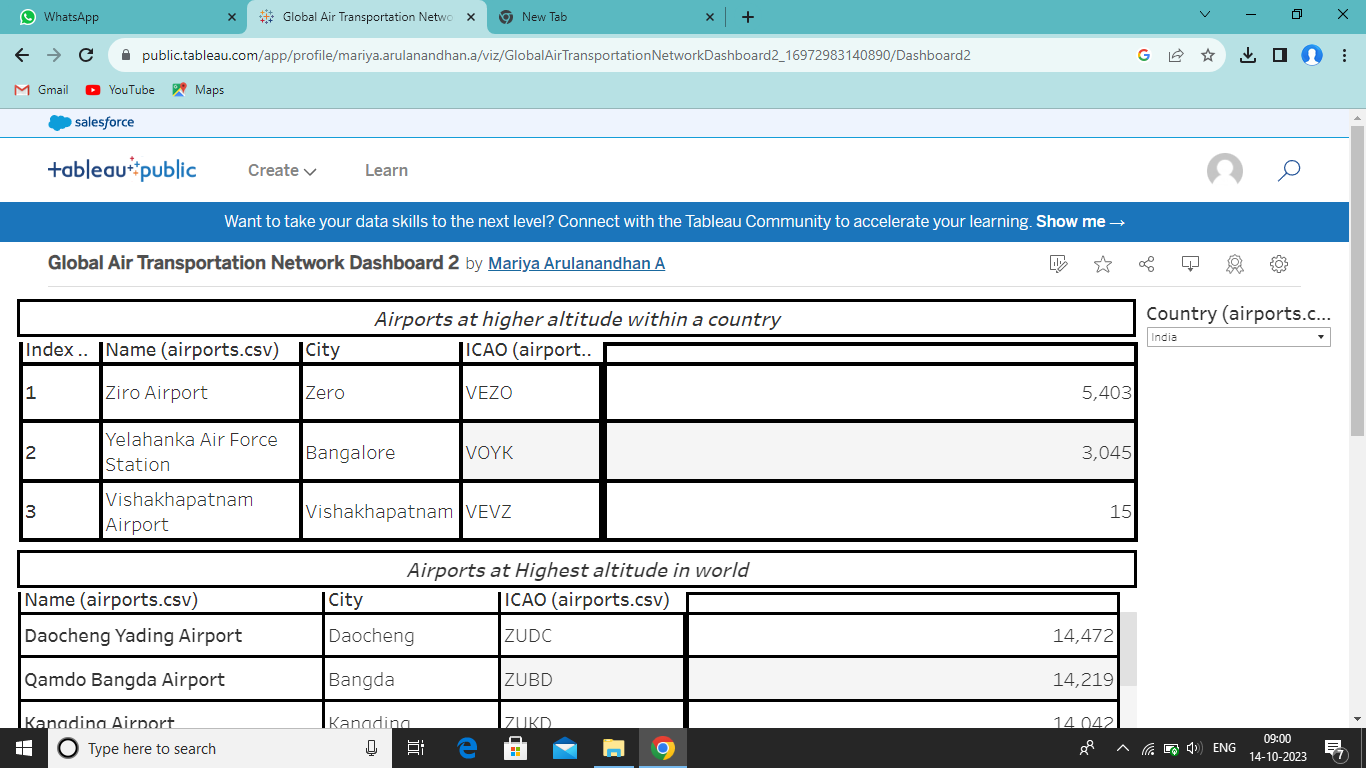 WhatsApp
Global Air Transportation Netwo
New Tab
public.tableau.com/app/profile/mariya.arulanandhan.a/viz/GlobalAirTransportationNetworkDashboard2_16972983140890/Dashboard2
Gmail YouTube Maps
salesforce
+ableau+public
Create Learn
Want to take your data skills to the next level? Connect with the Tableau Community to accelerate your learning. Show me →
Global Air Transportation Network Dashboard 2 by Mariya Arulanandhan A
Airports at higher altitude within a country
Country (airports.c...
India
Index .. Name (airports.csv) City ICAO (airport..
1 Ziro Airport Zero VEZO 5,403
2 Yelahanka Air Force Station Bangalore VOYK 3,045
3 Vishakhapatnam Airport Vishakhapatnam VEVZ 15
Airports at Highest altitude in world
Name (airports.csv) City ICAO (airports.csv)
Daocheng Yading Airport Daocheng ZUDC 14,472
Qamdo Bangda Airport Bangda ZUBD 14,219
Kangding Airport Kangding ZUKD 14,042
Type here to search
ENG
09:00
14-10-2023
7